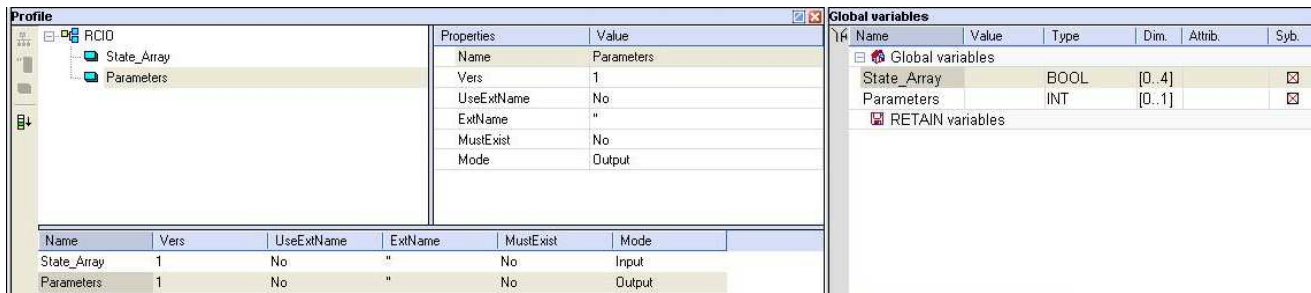 Profile
RCIO
State_Array
Parameters
Properties Value
Name Parameters
Vers 1
UseExtName No
ExtName "
MustExist No
Mode Output
Name Vers UseExtName ExtName MustExist Mode
State_Array 1 No " No Input
Parameters 1 No " No Output
Global variables
Name Value Type Dim. Attrib. Syb.
Global variables
State_Array BOOL [0..4]
Parameters INT [0..1]
RETAIN variables